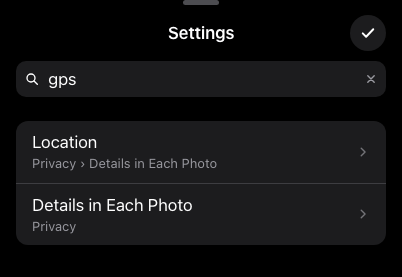 Settings
gps
Location
Privacy › Details in Each Photo
Details in Each Photo
Privacy